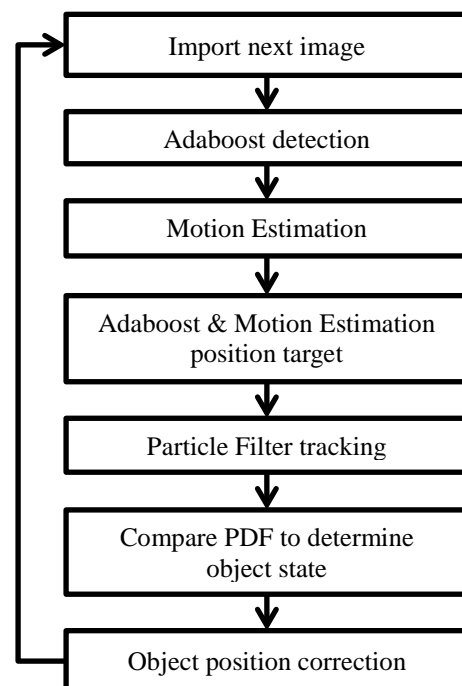 Import next image
Adaboost detection
Motion Estimation
Adaboost & Motion Estimation
position target
Particle Filter tracking
Compare PDF to determine
object state
Object position correction